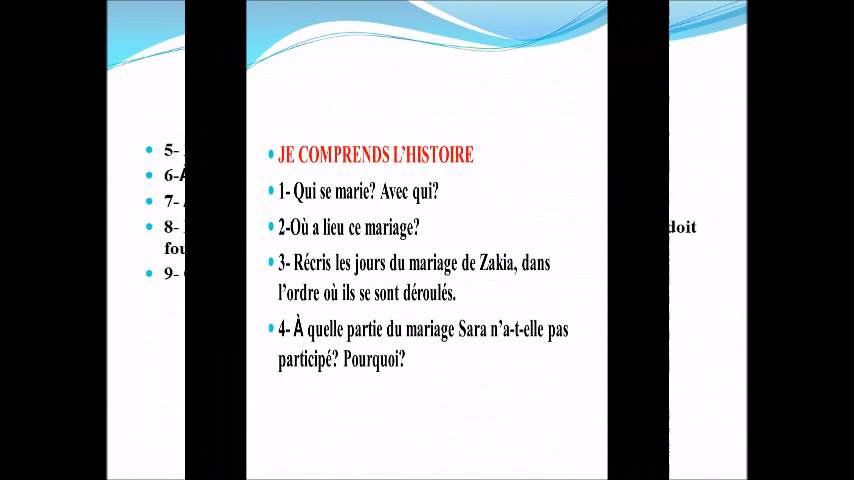 JE COMPRENDS L'HISTOIRE
1- Qui se marie? Avec qui?
2-Où a lieu ce mariage?
3- Récris les jours du mariage de Zakia, dans
l'ordre où ils se sont déroulés.
4- À quelle partie du mariage Sara n'a-t-elle pas
participé? Pourquoi?
5-
6-À
7-
8-
doit
9-